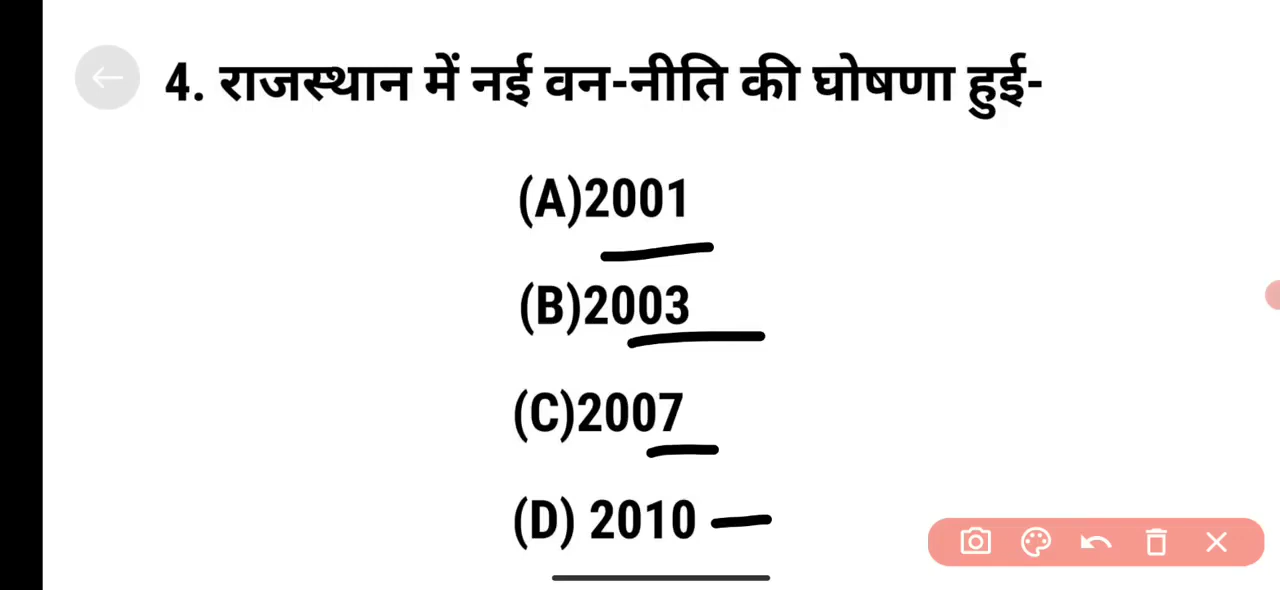 4. राजस्थान में नई वन-नीति की घोषणा हुई-
(A)2001
(B)2003
(C)2007
(D) 2010